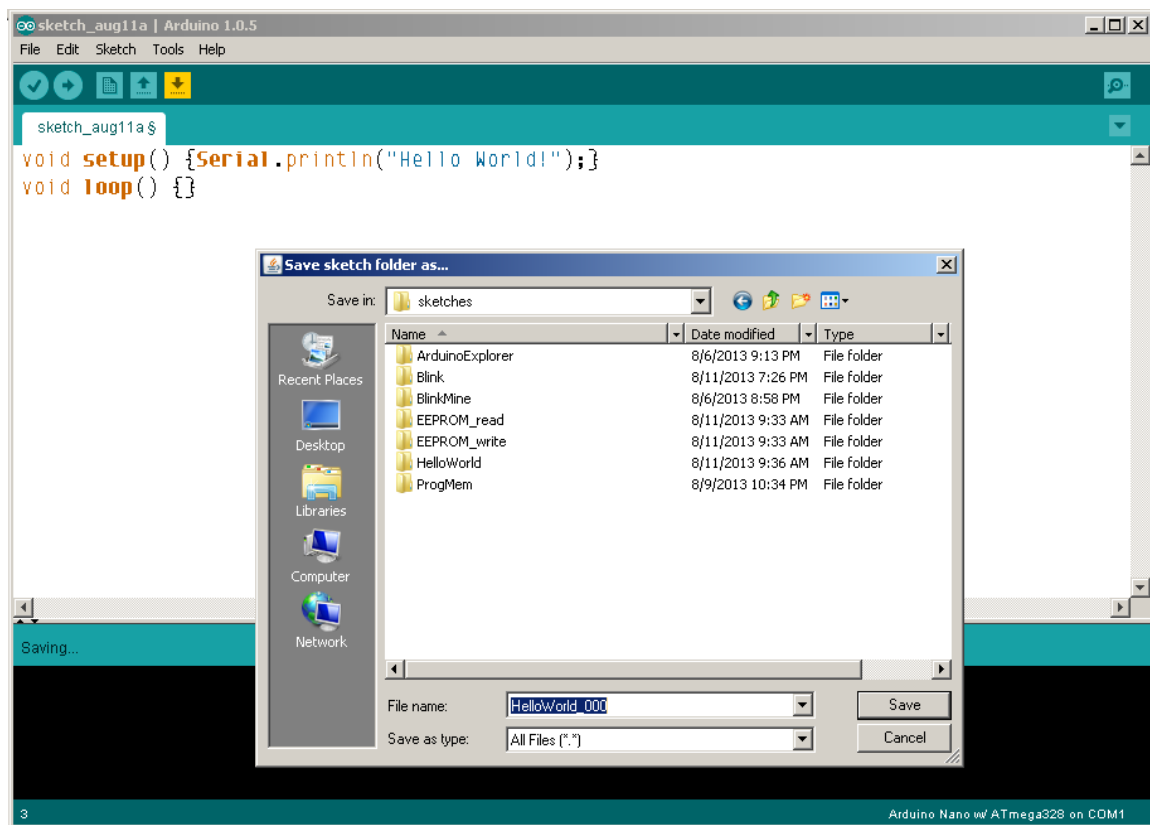 sketch_aug11a | Arduino 1.0.5
File Edit Sketch Tools Help
sketch_aug11a §
void setup() {Serial.println("Hello World!");}
void loop() {}
Save sketch folder as...
Save in: sketches
Name Date modified Type
ArduinoExplorer 8/6/2013 9:13 PM File folder
Blink 8/11/2013 7:26 PM File folder
BlinkMine 8/6/2013 8:58 PM File folder
EEPROM_read 8/11/2013 9:33 AM File folder
EEPROM_write 8/11/2013 9:33 AM File folder
HelloWorld 8/11/2013 9:36 AM File folder
ProgMem 8/9/2013 10:34 PM File folder
Recent Places
Desktop
Libraries
Computer
Network
Saving...
File name: HelloWorld_000 Save
Save as type: All Files (*.*) Cancel
3 Arduino Nano w/ ATmega328 on COM1